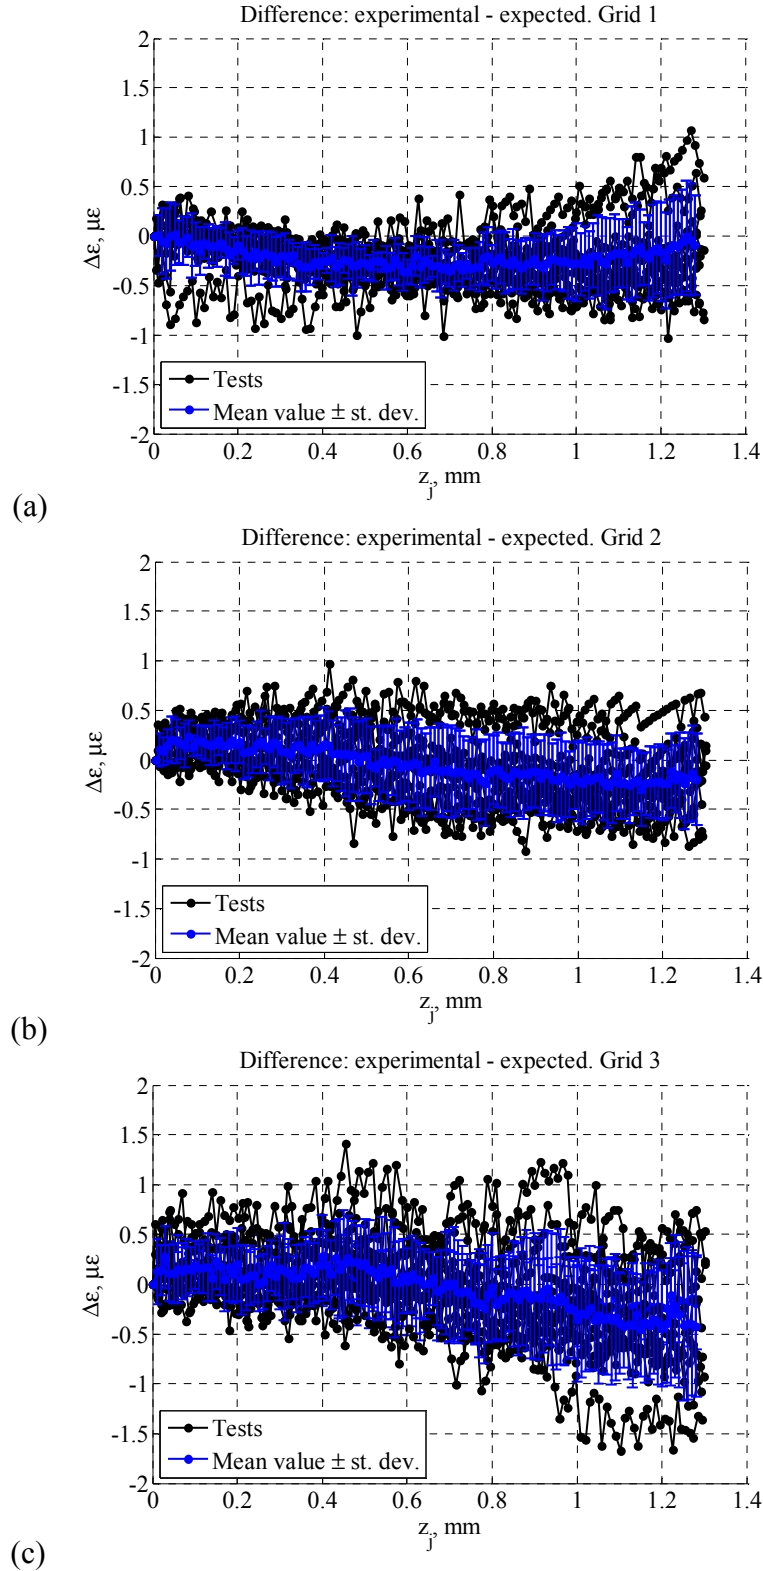 Difference: experimental - expected. Grid 1
2
1.5
1
0.5
0
-0.5
-1
-1.5
-2
Δε, με
Tests
Mean value ± st. dev.
0 0.2 0.4 0.6 0.8 1 1.2 1.4
z_j, mm
(a)
Difference: experimental - expected. Grid 2
2
1.5
1
0.5
0
-0.5
-1
-1.5
-2
Δε, με
Tests
Mean value ± st. dev.
0 0.2 0.4 0.6 0.8 1 1.2 1.4
z_j, mm
(b)
Difference: experimental - expected. Grid 3
2
1.5
1
0.5
0
-0.5
-1
-1.5
-2
Δε, με
Tests
Mean value ± st. dev.
0 0.2 0.4 0.6 0.8 1 1.2 1.4
z_j, mm
(c)